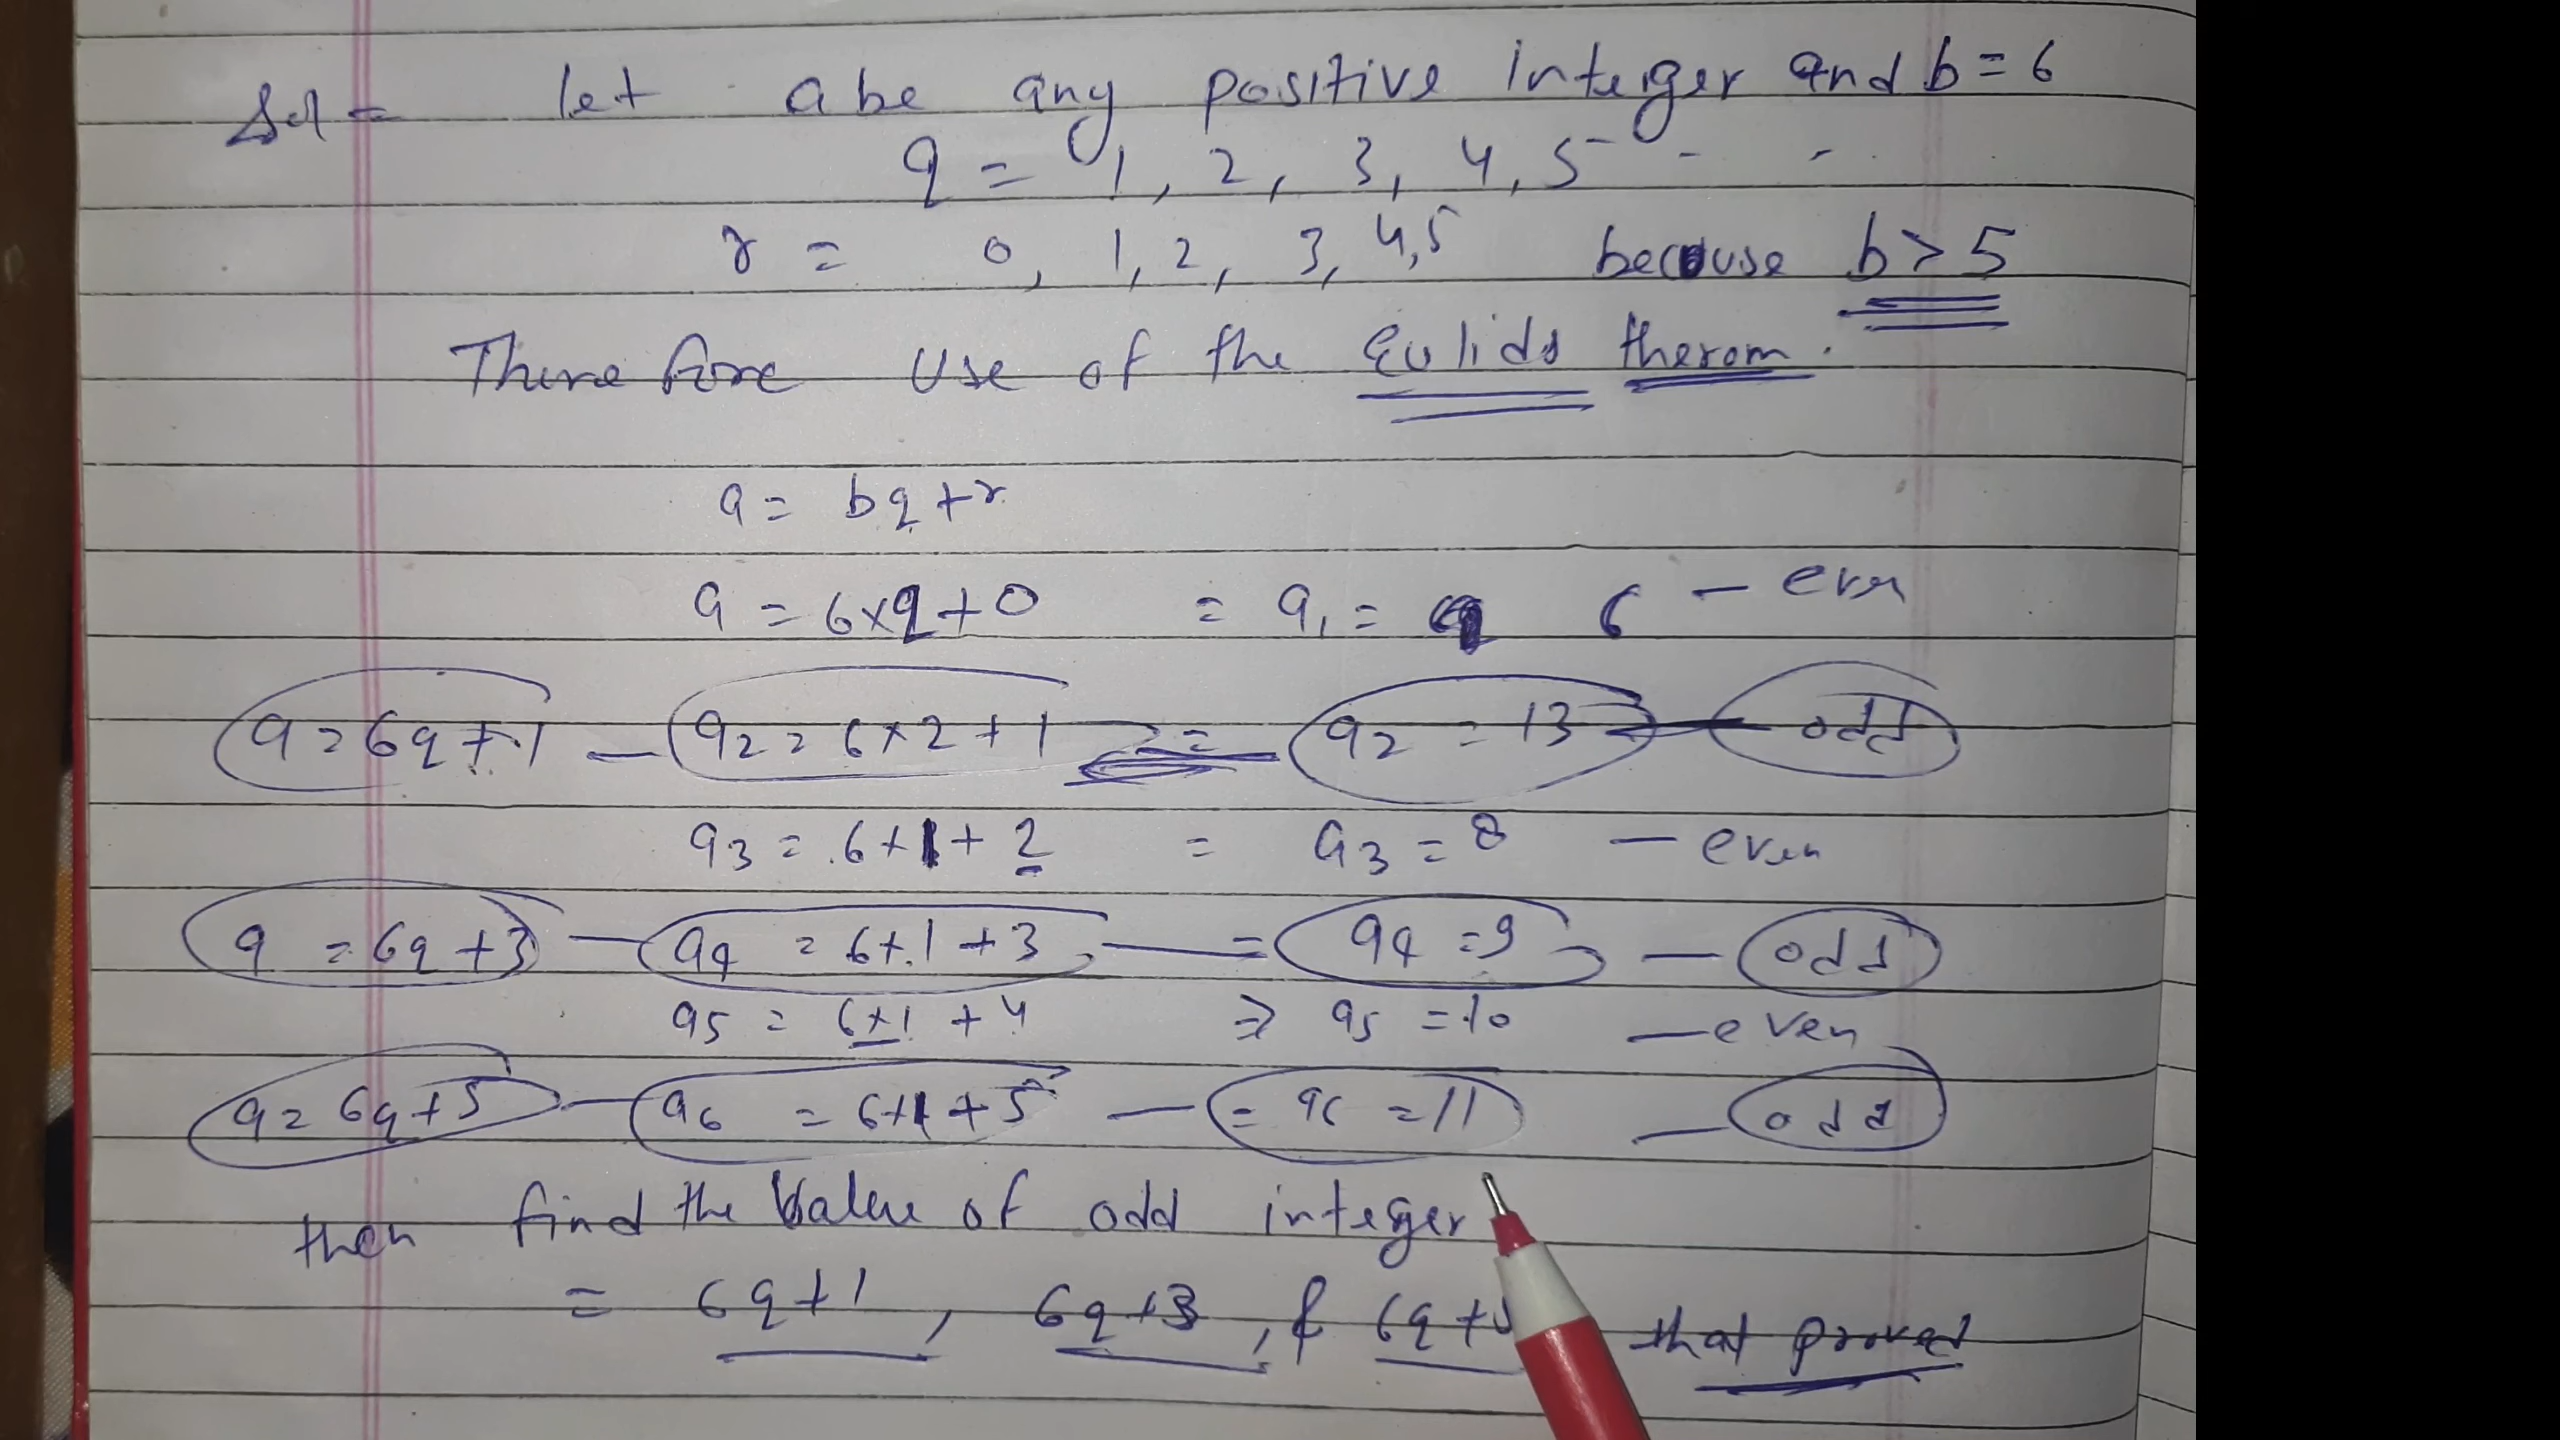 Sol = let a be any positive integer and b = 6
q = 1, 2, 3, 4, 5 - -
r = 0, 1, 2, 3, 4, 5 because b > 5
Therefore use of the Eulids therom.
a = bq + r
a = 6 x q + 0 = a1 = 6 - even
a = 6q + 1 - a2 = 6 x 2 + 1 = a2 = 13 - odd
a3 = 6 x 1 + 2 = a3 = 8 - even
a = 6q + 3 - a4 = 6 x 1 + 3 - = a4 = 9 - odd
a5 = 6 x 1 + 4 ⇒ a5 = 10 - even
a = 6q + 5 - a6 = 6 x 1 + 5 - = a6 = 11 - odd
then find the value of odd integer
= 6q + 1, 6q + 3, & 6q + that proved